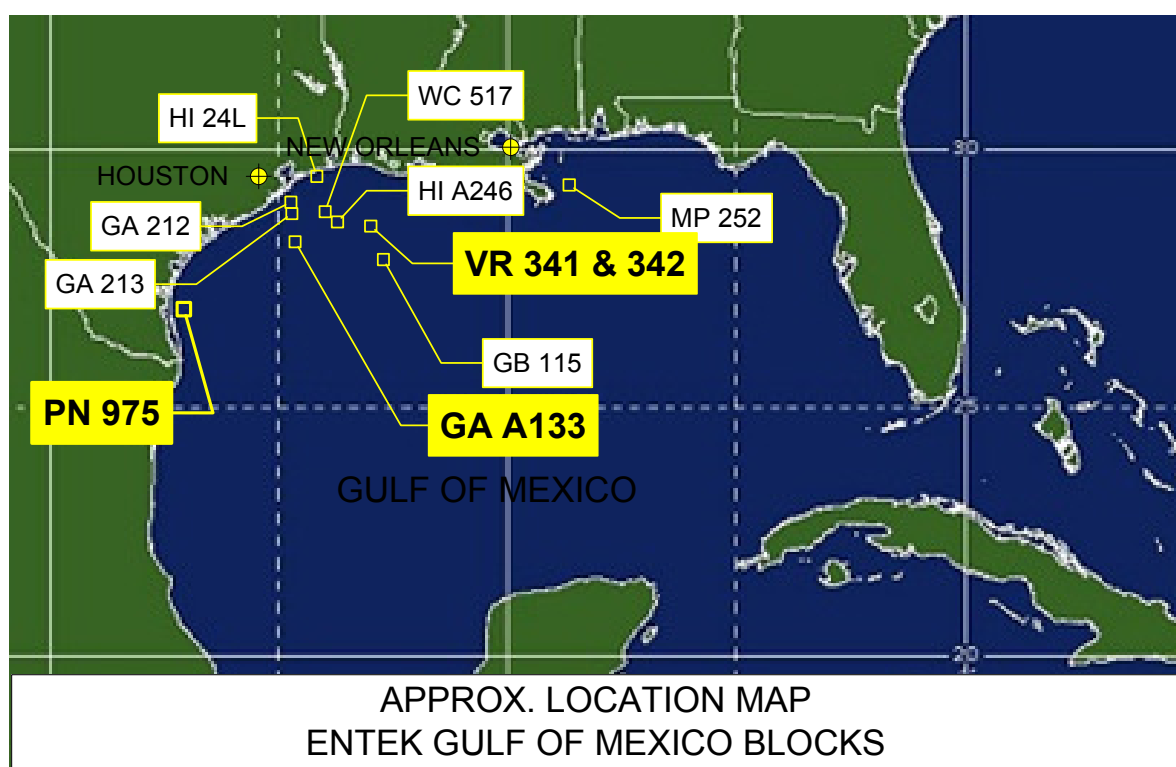 WC 517
HI 24L
NEW ORLEANS
30
HOUSTON
HI A246
GA 212
MP 252
VR 341 & 342
GA 213
GB 115
PN 975
GA A133
25
GULF OF MEXICO
20
APPROX. LOCATION MAP
ENTEK GULF OF MEXICO BLOCKS